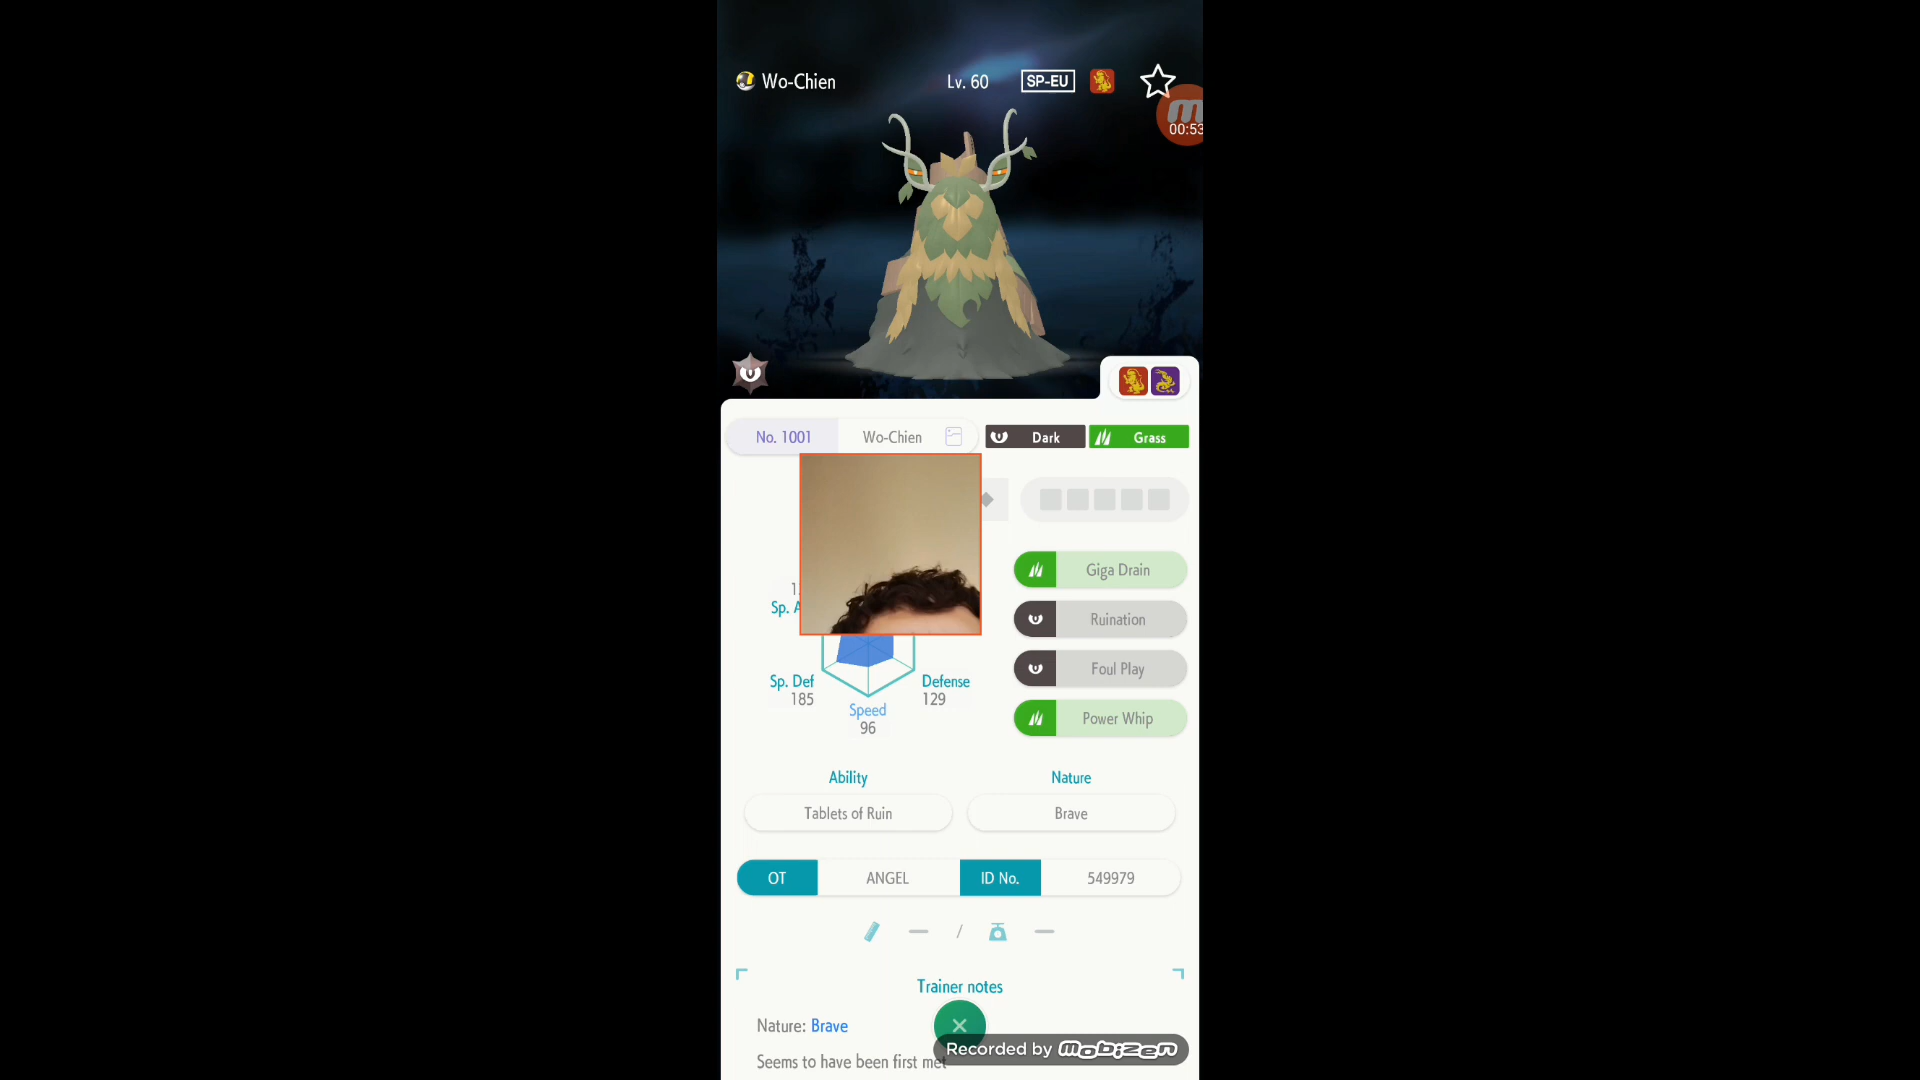 Wo-Chien
Lv. 60
SP-EU
00:53
No. 1001
Wo-Chien
Dark
Grass
Giga Drain
Ruination
Sp.
Foul Play
Sp. Def
185
Defense
129
Speed
96
Power Whip
Ability
Nature
Tablets of Ruin
Brave
OT
ANGEL
ID No.
549979
/
Trainer notes
Nature: Brave
Recorded by mobizen
Seems to have been first met